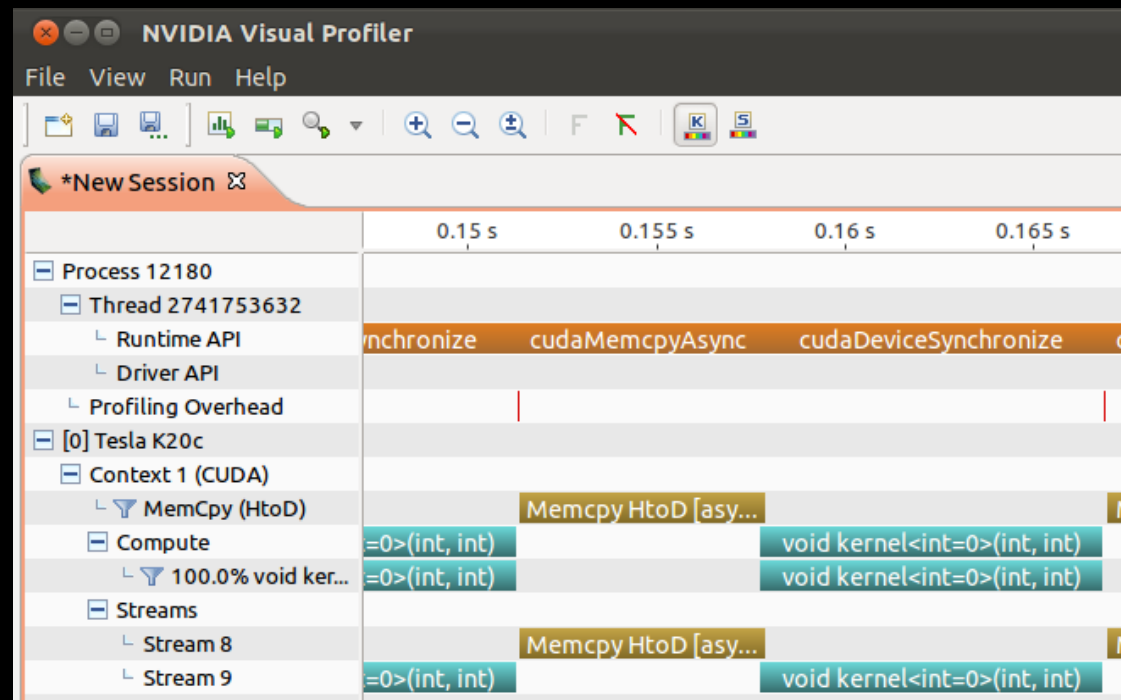 NVIDIA Visual Profiler
File View Run Help
F F K S
*New Session
0.15 s 0.155 s 0.16 s 0.165 s
Process 12180
Thread 2741753632
Runtime API nchronize cudaMemcpyAsync cudaDeviceSynchronize
Driver API
Profiling Overhead
[0] Tesla K20c
Context 1 (CUDA)
MemCpy (HtoD) Memcpy HtoD [asy...
Compute =0>(int, int) void kernel<int=0>(int, int)
100.0% void ker... =0>(int, int) void kernel<int=0>(int, int)
Streams
Stream 8 Memcpy HtoD [asy...
Stream 9 =0>(int, int) void kernel<int=0>(int, int)